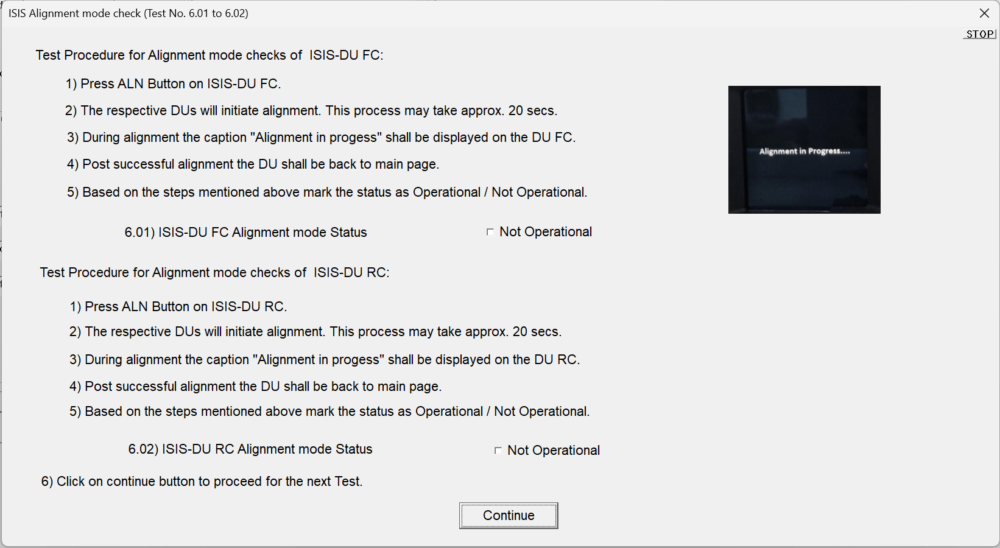 ISIS Alignment mode check (Test No. 6.01 to 6.02)
STOP
Test Procedure for Alignment mode checks of ISIS-DU FC:
1) Press ALN Button on ISIS-DU FC.
2) The respective DUs will initiate alignment. This process may take approx. 20 secs.
3) During alignment the caption "Alignment in progess" shall be displayed on the DU FC.
Alignment in Progress....
4) Post successful alignment the DU shall be back to main page.
5) Based on the steps mentioned above mark the status as Operational / Not Operational.
6.01) ISIS-DU FC Alignment mode Status Not Operational
Test Procedure for Alignment mode checks of ISIS-DU RC:
1) Press ALN Button on ISIS-DU RC.
2) The respective DUs will initiate alignment. This process may take approx. 20 secs.
3) During alignment the caption "Alignment in progess" shall be displayed on the DU RC.
4) Post successful alignment the DU shall be back to main page.
5) Based on the steps mentioned above mark the status as Operational / Not Operational.
6.02) ISIS-DU RC Alignment mode Status Not Operational
6) Click on continue button to proceed for the next Test.
Continue